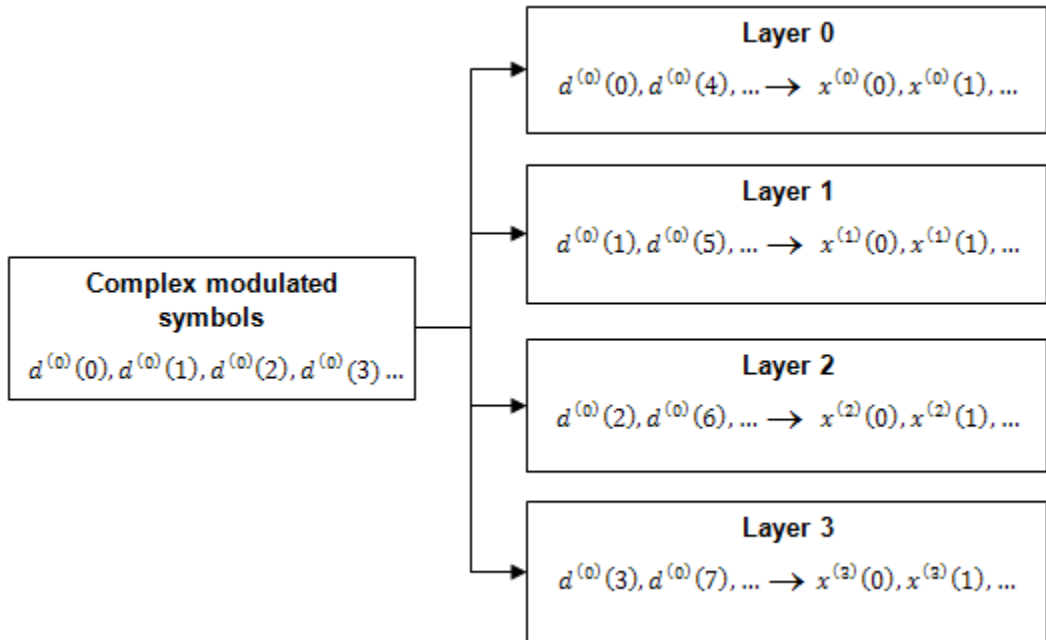 Layer 0
d⁽⁰⁾(0), d⁽⁰⁾(4), ... → x⁽⁰⁾(0), x⁽⁰⁾(1), ...
Layer 1
d⁽⁰⁾(1), d⁽⁰⁾(5), ... → x⁽¹⁾(0), x⁽¹⁾(1), ...
Complex modulated
symbols
d⁽⁰⁾(0), d⁽⁰⁾(1), d⁽⁰⁾(2), d⁽⁰⁾(3) ...
Layer 2
d⁽⁰⁾(2), d⁽⁰⁾(6), ... → x⁽²⁾(0), x⁽²⁾(1), ...
Layer 3
d⁽⁰⁾(3), d⁽⁰⁾(7), ... → x⁽³⁾(0), x⁽³⁾(1), ...